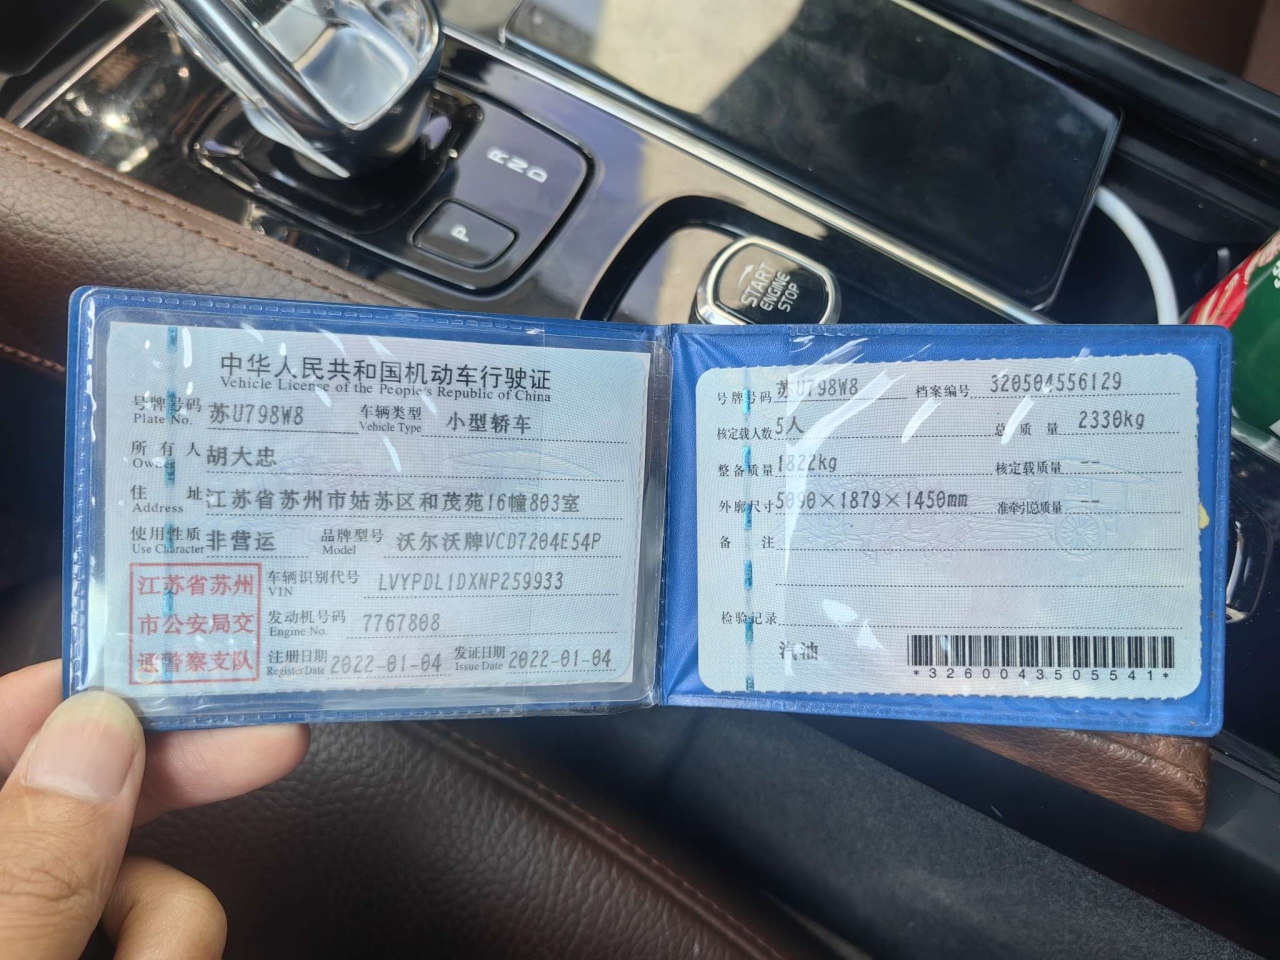 R N D
P
START
ENGINE
STOP
中华人民共和国机动车行驶证
Vehicle License of the People's Republic of China
号牌号码 苏U798W8 车辆类型 小型轿车
Plate No. Vehicle Type
所有人 胡大忠
Owner
住址 江苏省苏州市姑苏区和茂苑16幢803室
Address
使用性质 非营运 品牌型号 沃尔沃牌VCD7204E54P
Use Character Model
江苏省苏州
市公安局交
通警察支队
车辆识别代号 LVYPDL1DXNP259933
VIN
发动机号码 7767808
Engine No.
注册日期 2022-01-04 发证日期 2022-01-04
Register Date Issue Date
号牌号码 苏U798W8 档案编号 320504556129
核定载人数 5人 总质量 2330kg
整备质量 1822kg 核定载质量 --
外廓尺寸 5090×1879×1450mm 准牵引总质量 --
备注
检验记录
汽油
*3260043505541*